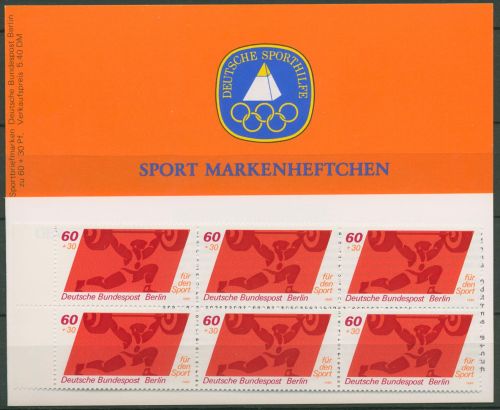 Sportbriefmarken Deutsche Bundespost Berlin
zu 60 + 30 Pf, Verkaufspreis 5,40 DM
DEUTSCHE SPORTHILFE
SPORT MARKENHEFTCHEN
60
+ 30
für
den
Sport
Deutsche Bundespost Berlin
60
+ 30
für
den
Sport
Deutsche Bundespost Berlin
60
+ 30
für
den
Sport
Deutsche Bundespost Berlin
60
+ 30
für
den
Sport
Deutsche Bundespost Berlin
60
+ 30
für
den
Sport
Deutsche Bundespost Berlin
60
+ 30
für
den
Sport
Deutsche Bundespost Berlin